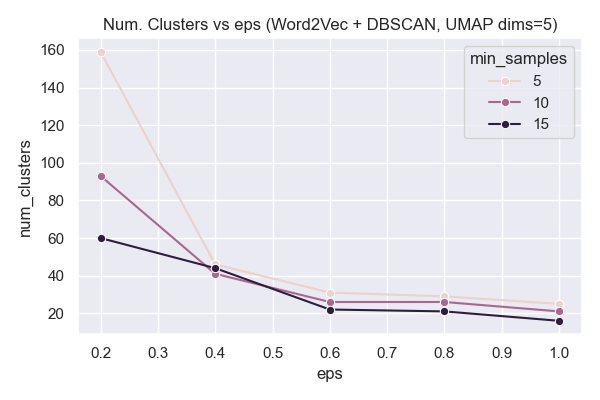 Num. Clusters vs eps (Word2Vec + DBSCAN, UMAP dims=5)
min_samples
5
10
15
num_clusters
160
140
120
100
80
60
40
20
0.2 0.3 0.4 0.5 0.6 0.7 0.8 0.9 1.0
eps